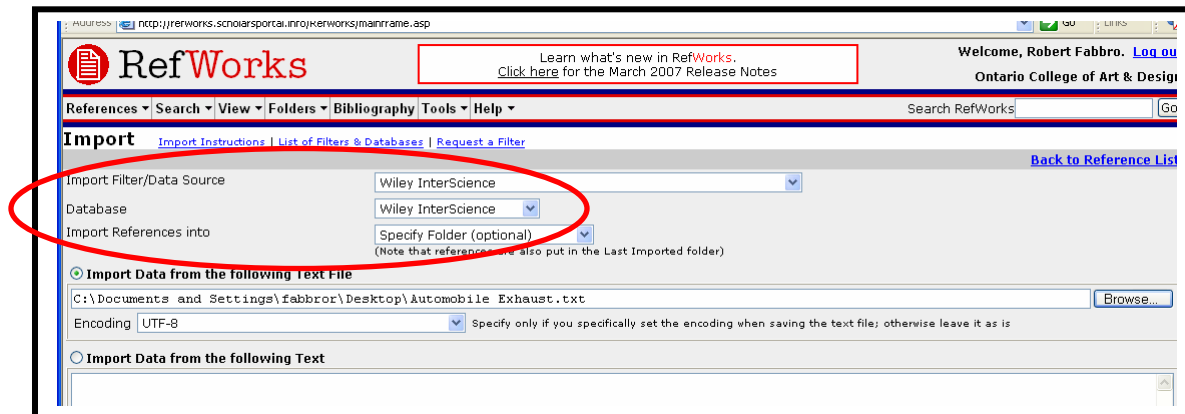 Address http://refworks.scholarsportal.info/Refworks/mainframe.asp Go Links
RefWorks
Learn what's new in RefWorks.
Click here for the March 2007 Release Notes
Welcome, Robert Fabbro. Log ou
Ontario College of Art & Desig
References Search View Folders Bibliography Tools Help Search RefWorks Go
Import Import Instructions | List of Filters & Databases | Request a Filter
Back to Reference List
Import Filter/Data Source Wiley InterScience
Database Wiley InterScience
Import References into Specify Folder (optional)
(Note that references are also put in the Last Imported folder)
Import Data from the following Text File
C:\Documents and Settings\fabbror\Desktop\Automobile Exhaust.txt Browse...
Encoding UTF-8 Specify only if you specifically set the encoding when saving the text file; otherwise leave it as is
Import Data from the following Text